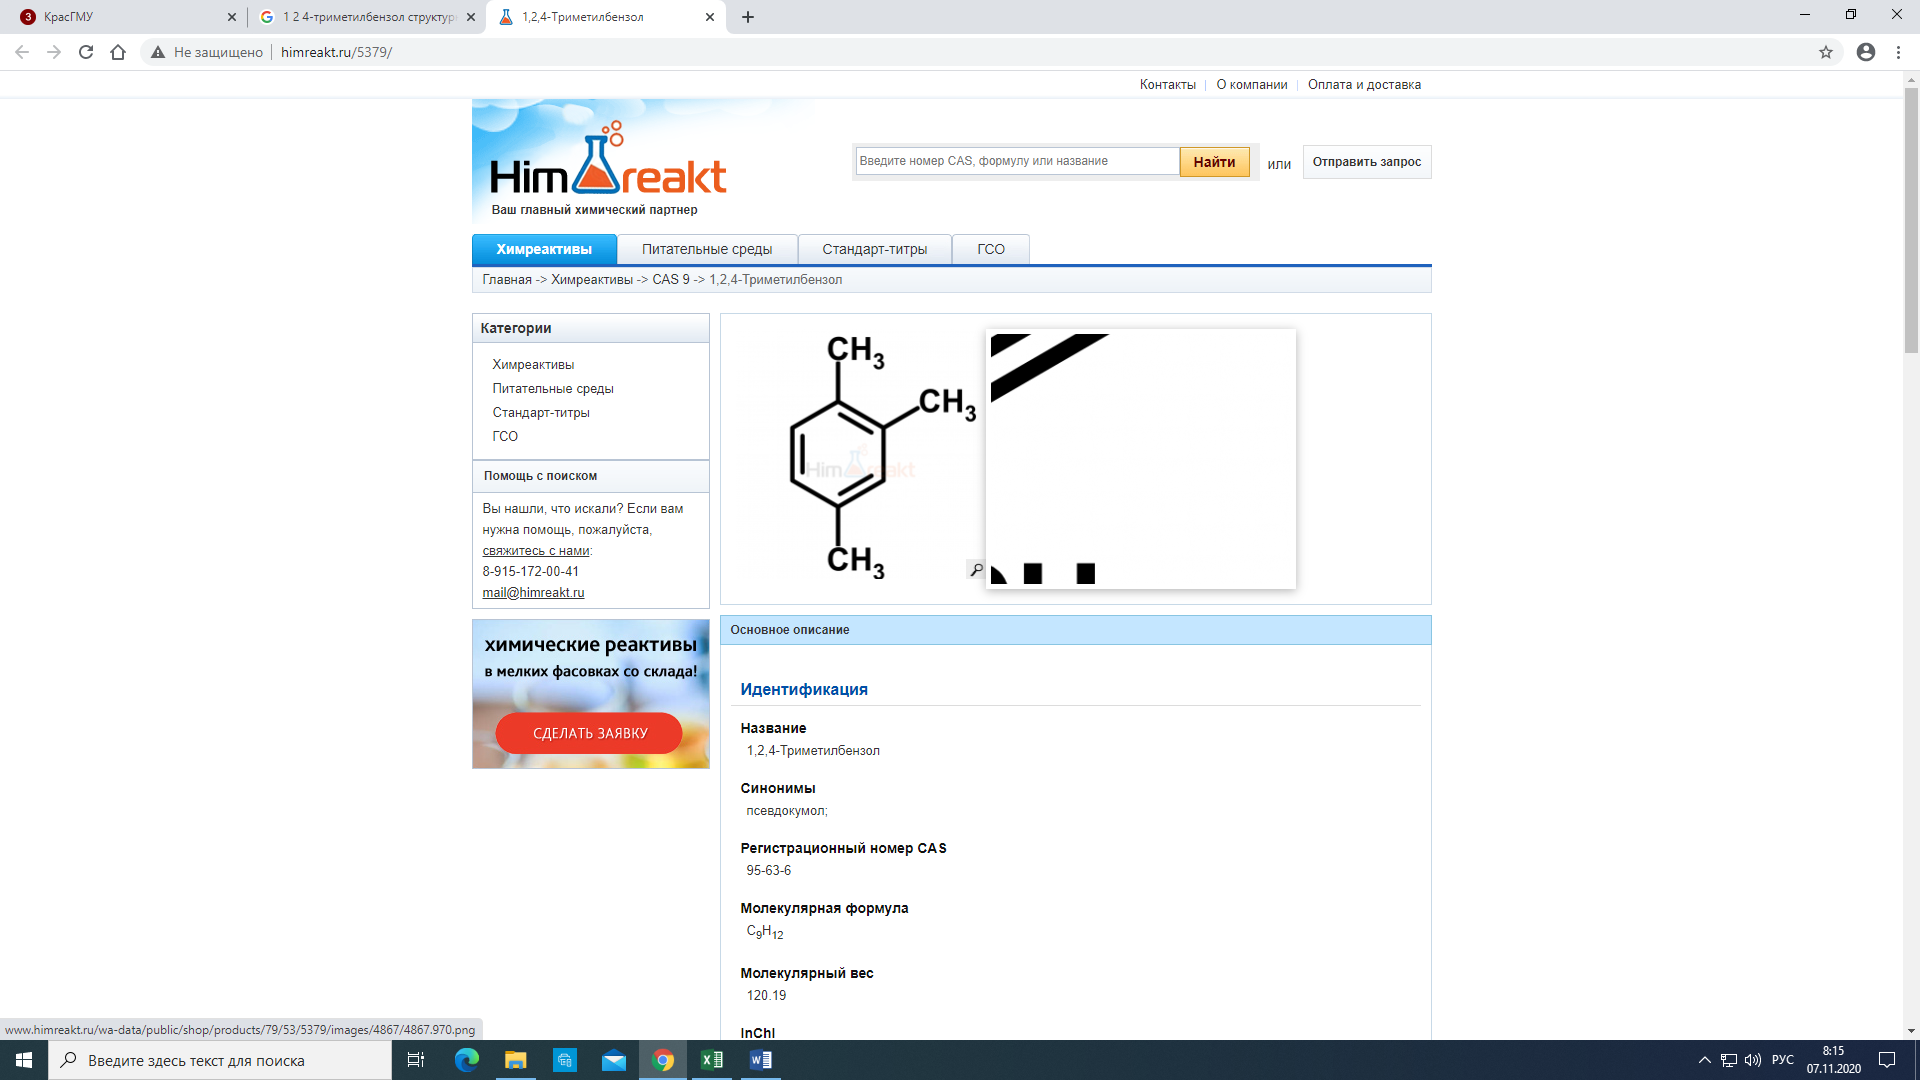 КрасГМУ
1 2 4-триметилбензол структурн
1,2,4-Триметилбензол
Не защищено
himreakt.ru/5379/
Контакты
О компании
Оплата и доставка
Himreakt
Ваш главный химический партнер
Введите номер CAS, формулу или название
Найти
или
Отправить запрос
Химреактивы
Питательные среды
Стандарт-титры
ГСО
Главная -> Химреактивы -> CAS 9 -> 1,2,4-Триметилбензол
Категории
Химреактивы
Питательные среды
Стандарт-титры
ГСО
Помощь с поиском
Вы нашли, что искали? Если вам
нужна помощь, пожалуйста,
свяжитесь с нами:
8-915-172-00-41
mail@himreakt.ru
химические реактивы
в мелких фасовках со склада!
СДЕЛАТЬ ЗАЯВКУ
CH3
CH3
Himreakt
CH3
Основное описание
Идентификация
Название
1,2,4-Триметилбензол
Синонимы
псевдокумол;
Регистрационный номер CAS
95-63-6
Молекулярная формула
C9H12
Молекулярный вес
120.19
InChI
www.himreakt.ru/wa-data/public/shop/products/79/53/5379/images/4867/4867.970.png
Введите здесь текст для поиска
РУС
8:15
07.11.2020